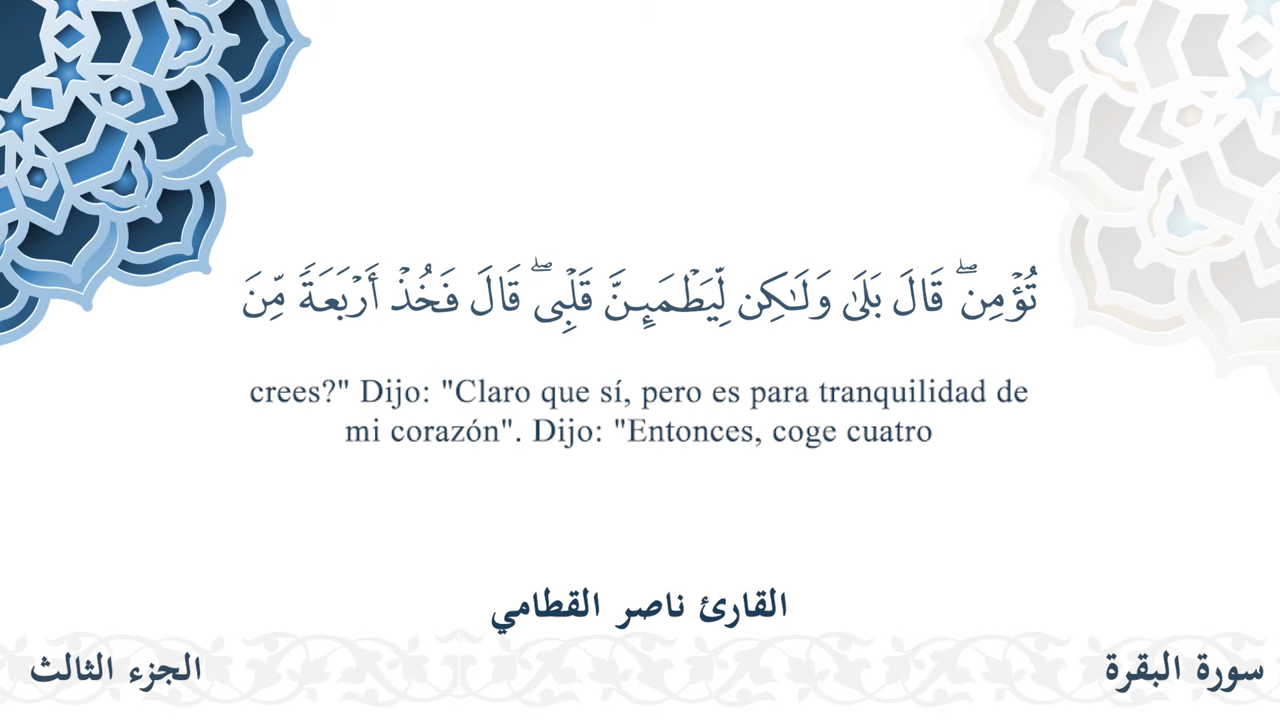 تُؤْمِن ۖ قَالَ بَلَىٰ وَلَـٰكِن لِّيَطْمَئِنَّ قَلْبِى ۖ قَالَ فَخُذْ أَرْبَعَةً مِّنَ
crees?" Dijo: "Claro que sí, pero es para tranquilidad de
mi corazón". Dijo: "Entonces, coge cuatro
القارئ ناصر القطامي
سورة البقرة
الجزء الثالث